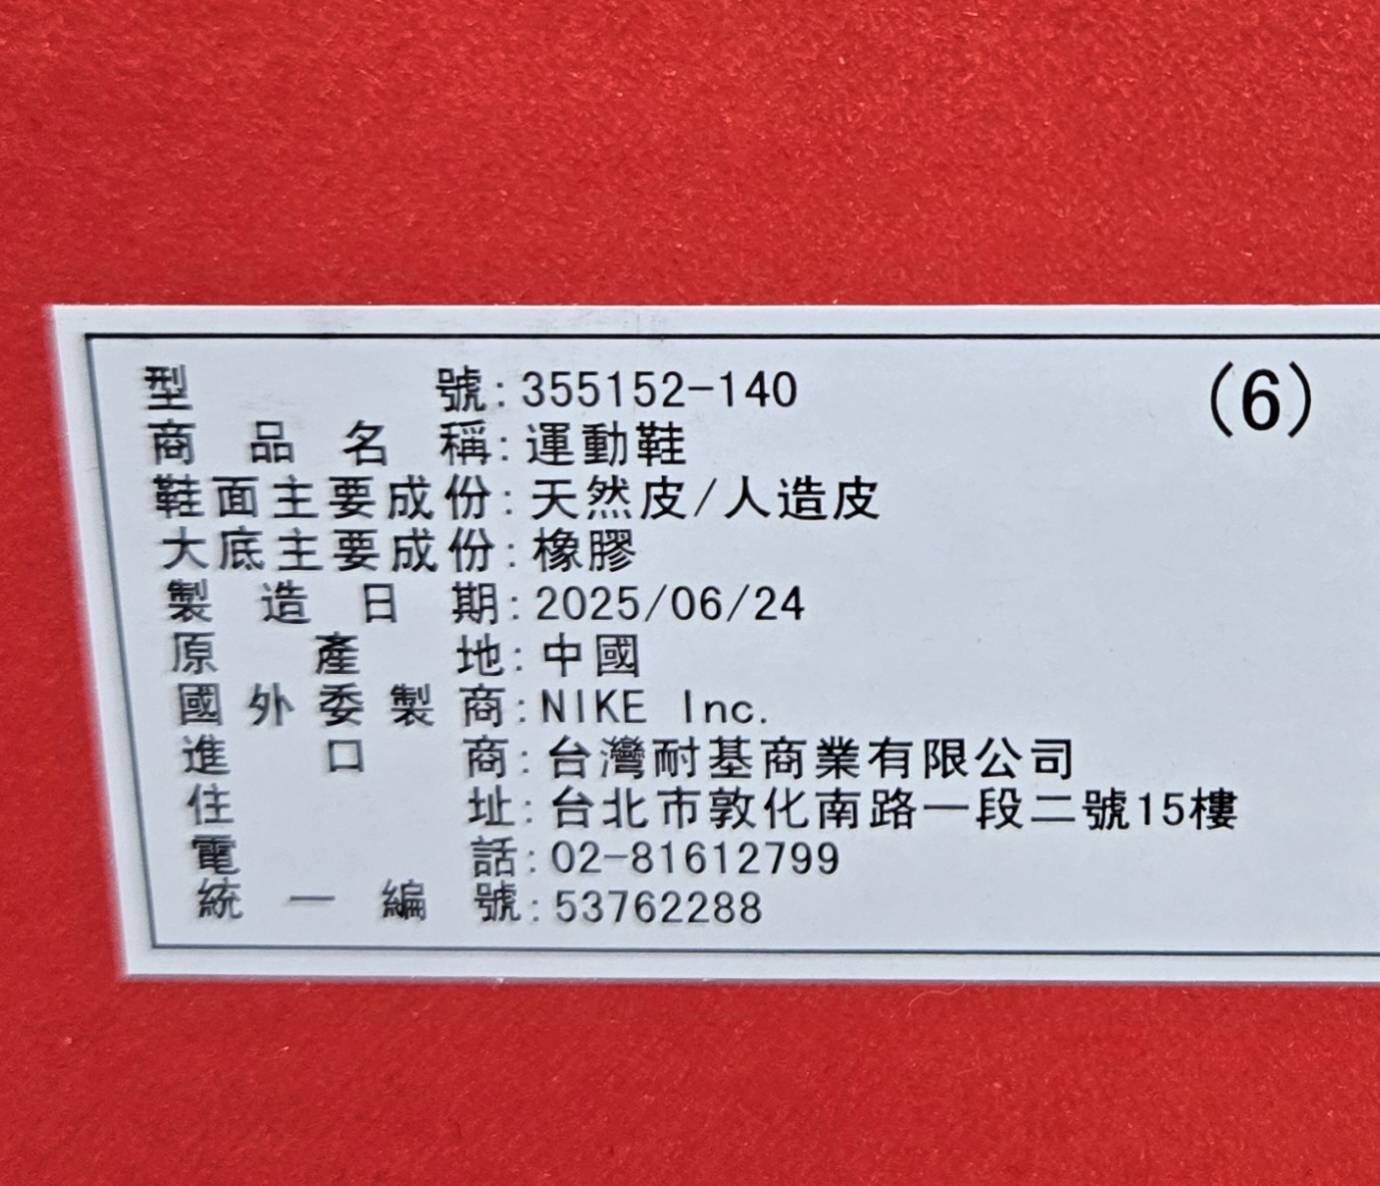 型號:355152-140 (6)
商品名稱:運動鞋
鞋面主要成份:天然皮/人造皮
大底主要成份:橡膠
製造日期:2025/06/24
原產地:中國
國外委製商:NIKE Inc.
進口商:台灣耐基商業有限公司
住址:台北市敦化南路一段二號15樓
電話:02-81612799
統一編號:53762288